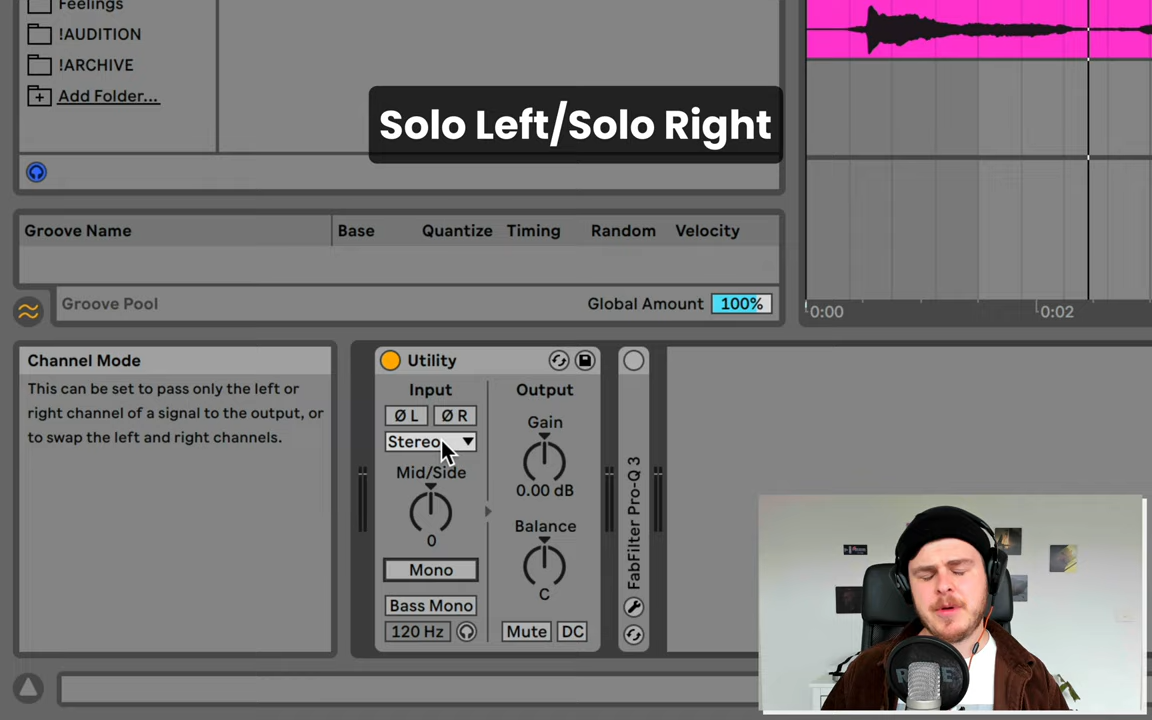 Feelings
!AUDITION
!ARCHIVE
Add Folder...
Solo Left/Solo Right
Groove Name Base Quantize Timing Random Velocity
Groove Pool Global Amount 100%
0:00 0:02
Channel Mode
This can be set to pass only the left or
right channel of a signal to the output, or
to swap the left and right channels.
Utility
Input
Ø L Ø R
Stereo
Mid/Side
0
Mono
Bass Mono
120 Hz
Output
Gain
0.00 dB
Balance
C
Mute DC
FabFilter Pro-Q 3